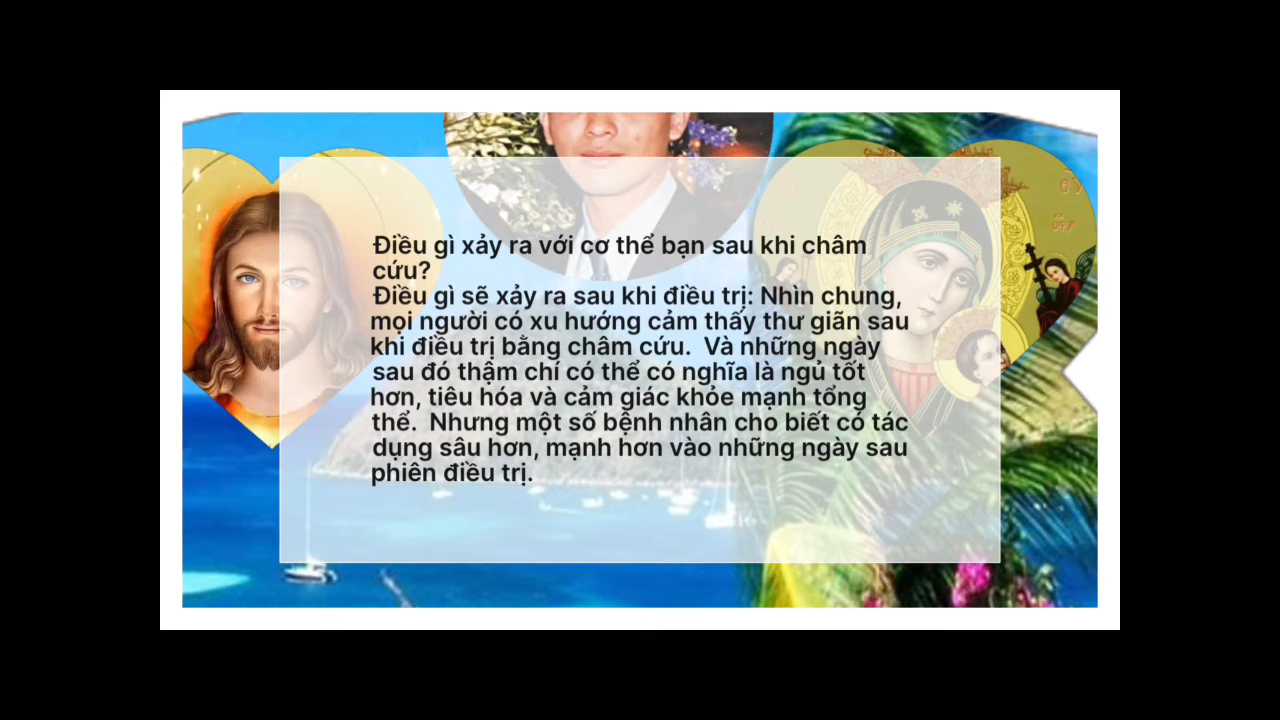 Điều gì xảy ra với cơ thể bạn sau khi châm
cứu?
Điều gì sẽ xảy ra sau khi điều trị: Nhìn chung,
mọi người có xu hướng cảm thấy thư giãn sau
khi điều trị bằng châm cứu.  Và những ngày
sau đó thậm chí có thể có nghĩa là ngủ tốt
hơn, tiêu hóa và cảm giác khỏe mạnh tổng
thể.  Nhưng một số bệnh nhân cho biết có tác
dụng sâu hơn, mạnh hơn vào những ngày sau
phiên điều trị.